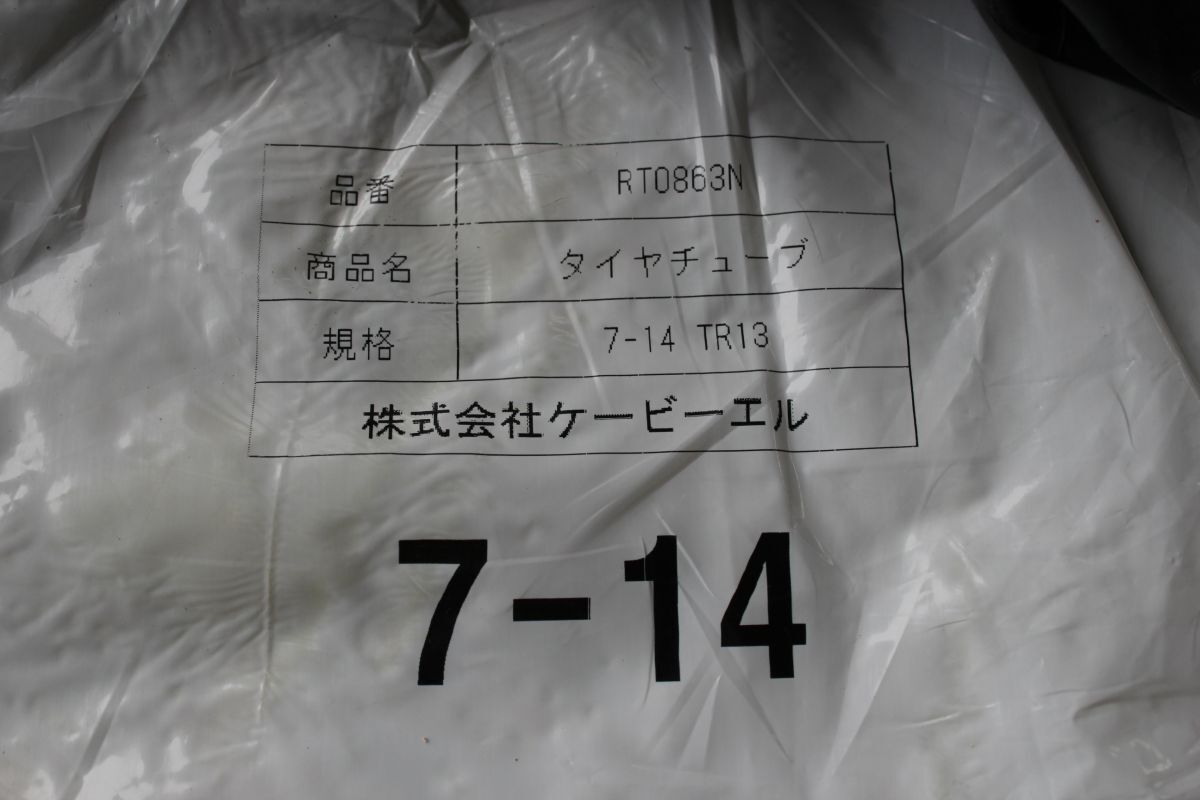 品番 RT0863N
商品名 タイヤチューブ
規格 7-14 TR13
株式会社ケービーエル
7-14